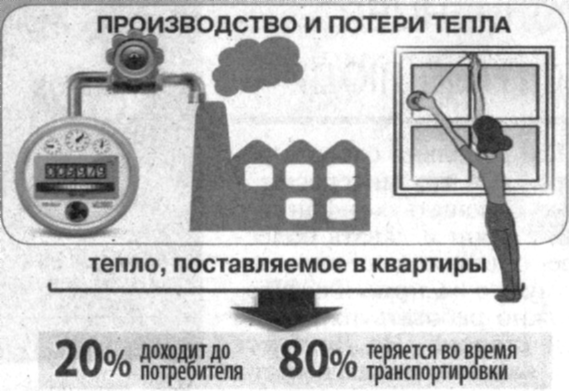 ПРОИЗВОДСТВО И ПОТЕРИ ТЕПЛА
тепло, поставляемое в квартиры
20% доходит до потребителя
80% теряется во время транспортировки